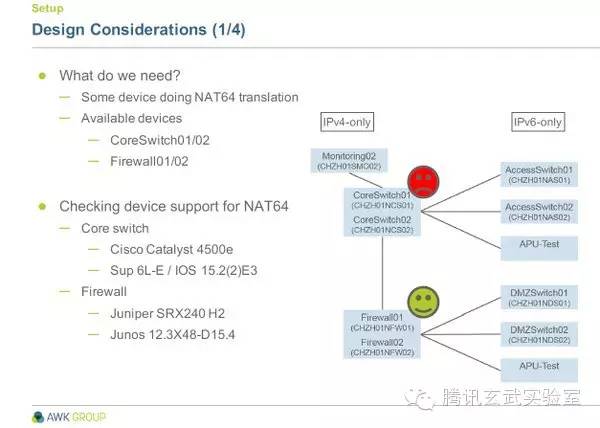 Setup
Design Considerations (1/4)
What do we need?
Some device doing NAT64 translation
Available devices
CoreSwitch01/02
Firewall01/02
Checking device support for NAT64
Core switch
Cisco Catalyst 4500e
Sup 6L-E / IOS 15.2(2)E3
Firewall
Juniper SRX240 H2
Junos 12.3X48-D15.4
IPv4-only
IPv6-only
Monitoring02
(CHZH01SMO02)
CoreSwitch01
(CHZH01NCS01)
CoreSwitch02
(CHZH01NCS02)
AccessSwitch01
(CHZH01NAS01)
AccessSwitch02
(CHZH01NAS02)
APU-Test
Firewall01
(CHZH01NFW01)
Firewall02
(CHZH01NFW02)
DMZSwitch01
(CHZH01NDS01)
DMZSwitch02
(CHZH01NDS02)
APU-Test
AWK GROUP
腾讯玄武实验室